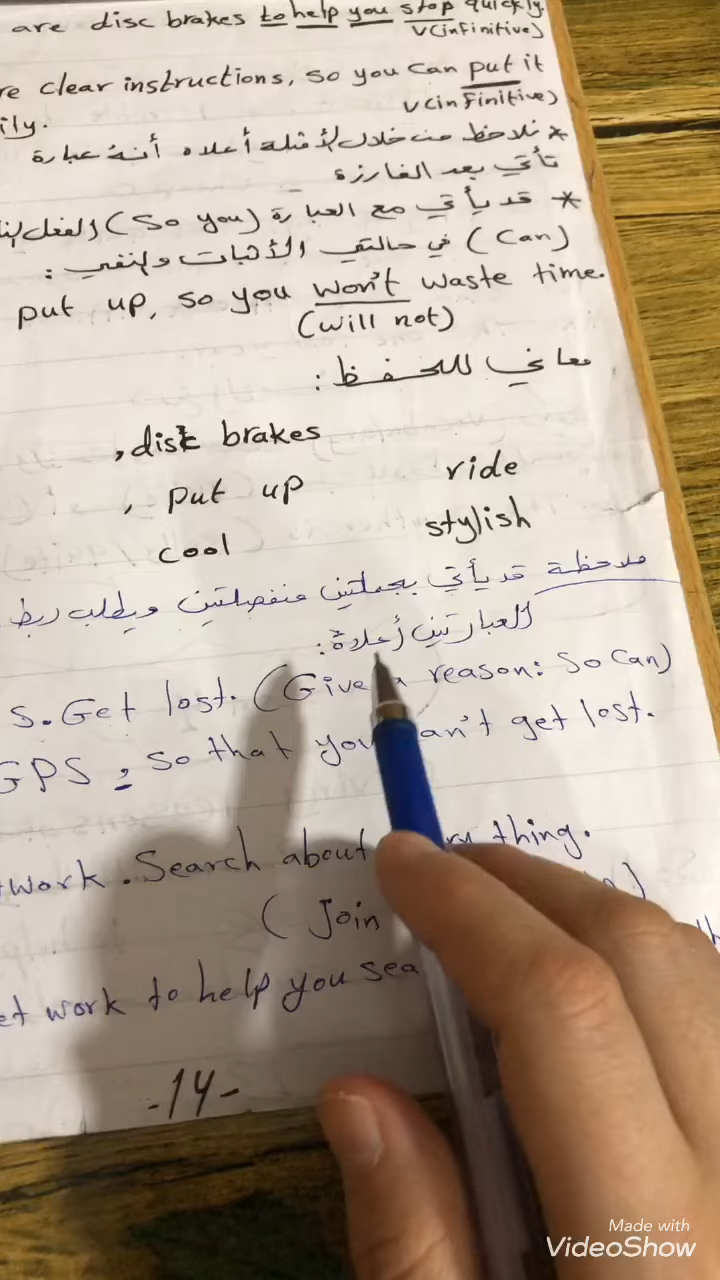 are disc brakes to help you stop quickly.
V(infinitive)
re clear instructions, so you can put it
V(infinitive)
ily.
* نلاحظ من خلال الأمثلة أعلاه أنه عبارة
تأتي بعد الفارزة
* قد يأتي مع العبارة (So you) الفعل
(Can) في حالتي الأثبات والنفي :
put up, so you won't waste time.
(will not)
معاني للحفظ :
, disk brakes
ride
, put up
stylish
cool
ملاحظة قد يأتي بجملتين منفصلتين ويطلب ربط
العبارتين أعلاه :
S. Get lost. (Give a reason: So Can)
GPS , so that you can't get lost.
work . Search about thing.
( Join
et work to help you sea
-14-
Made with
VideoShow